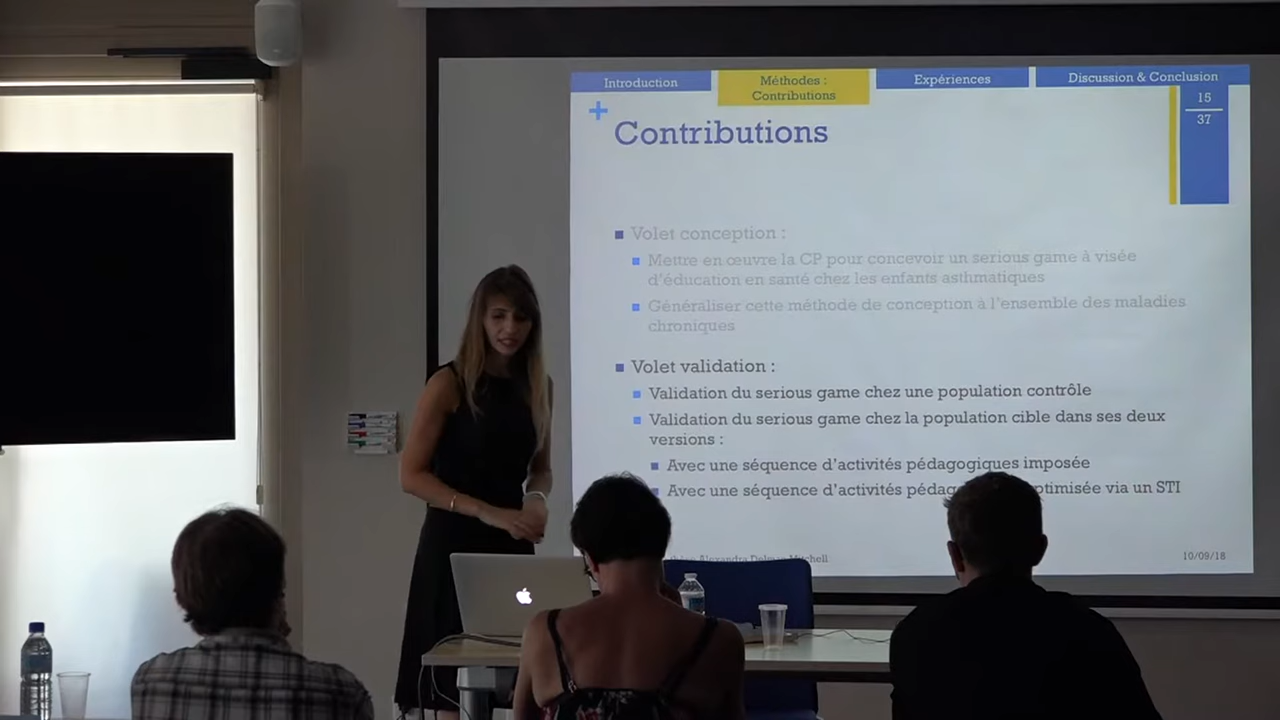 Introduction
Méthodes :
Contributions
Expériences
Discussion & Conclusion
15
37
Contributions
Volet conception :
Mettre en œuvre la CP pour concevoir un serious game à visée
d'éducation en santé chez les enfants asthmatiques
Généraliser cette méthode de conception à l'ensemble des maladies
chroniques
Volet validation :
Validation du serious game chez une population contrôle
Validation du serious game chez la population cible dans ses deux
versions :
Avec une séquence d'activités pédagogiques imposée
Avec une séquence d'activités optimisée via un STI
Alexandra Mitchell
10/09/18